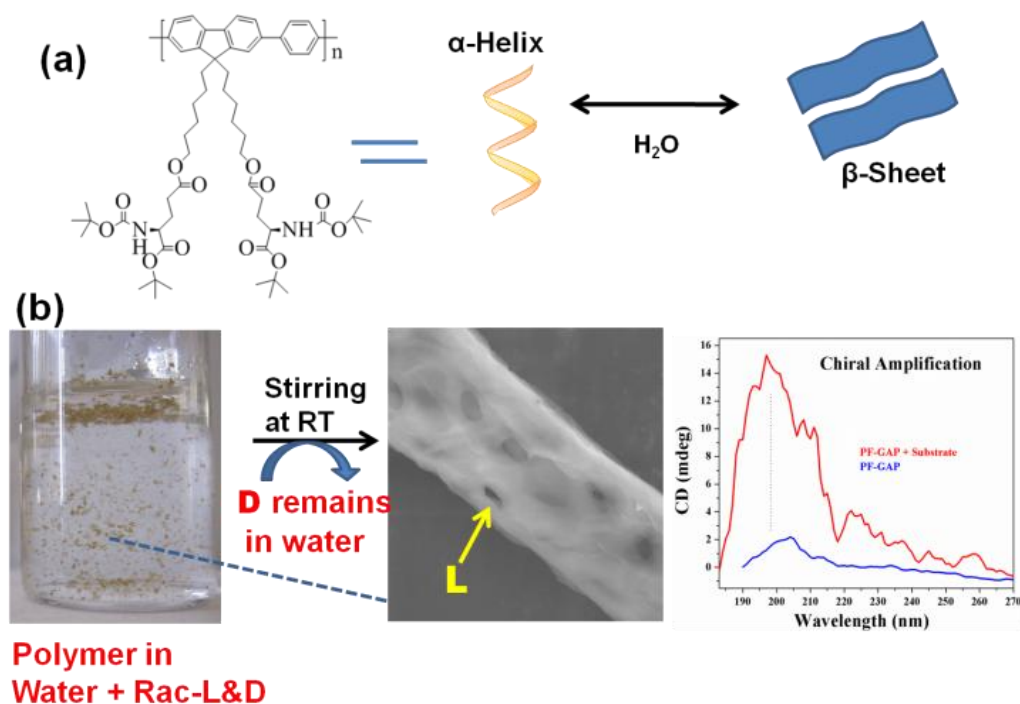 (a)
n
O
O
O
O
O
O
N
H
O
O
O
O
NH
O
O
O
α-Helix
H₂O
β-Sheet
(b)
Stirring
at RT
D remains
in water
L
Polymer in
Water + Rac-L&D
Chiral Amplification
PF-GAP + Substrate
PF-GAP
CD (mdeg)
16
14
12
10
8
6
4
2
0
190 200 210 220 230 240 250 260 270
Wavelength (nm)